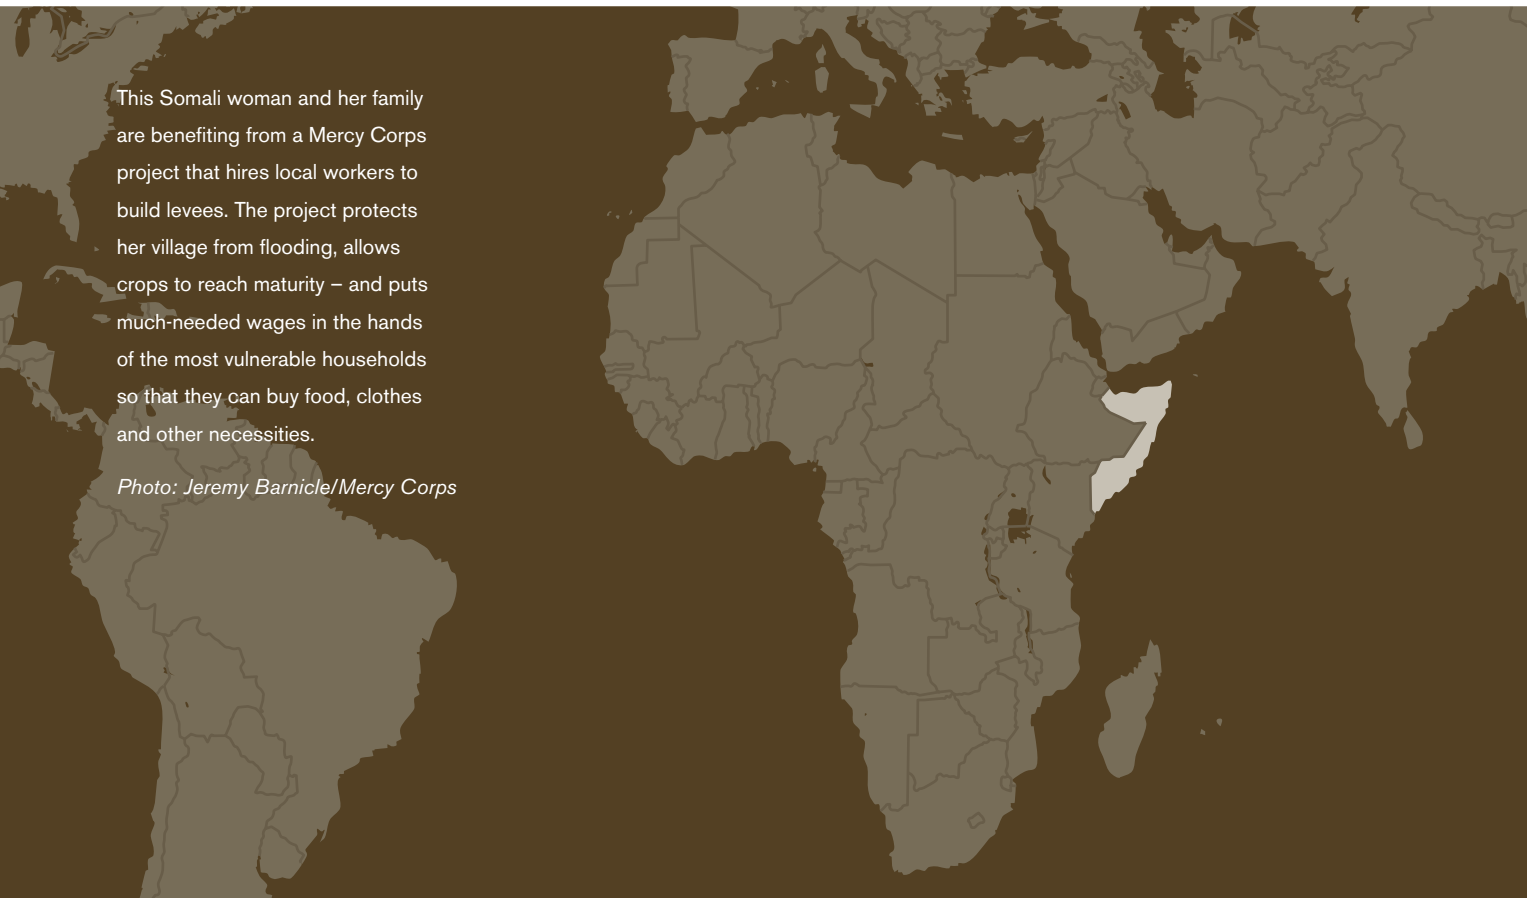 This Somali woman and her family
are benefiting from a Mercy Corps
project that hires local workers to
build levees. The project protects
her village from flooding, allows
crops to reach maturity – and puts
much-needed wages in the hands
of the most vulnerable households
so that they can buy food, clothes
and other necessities.
Photo: Jeremy Barnicle/Mercy Corps